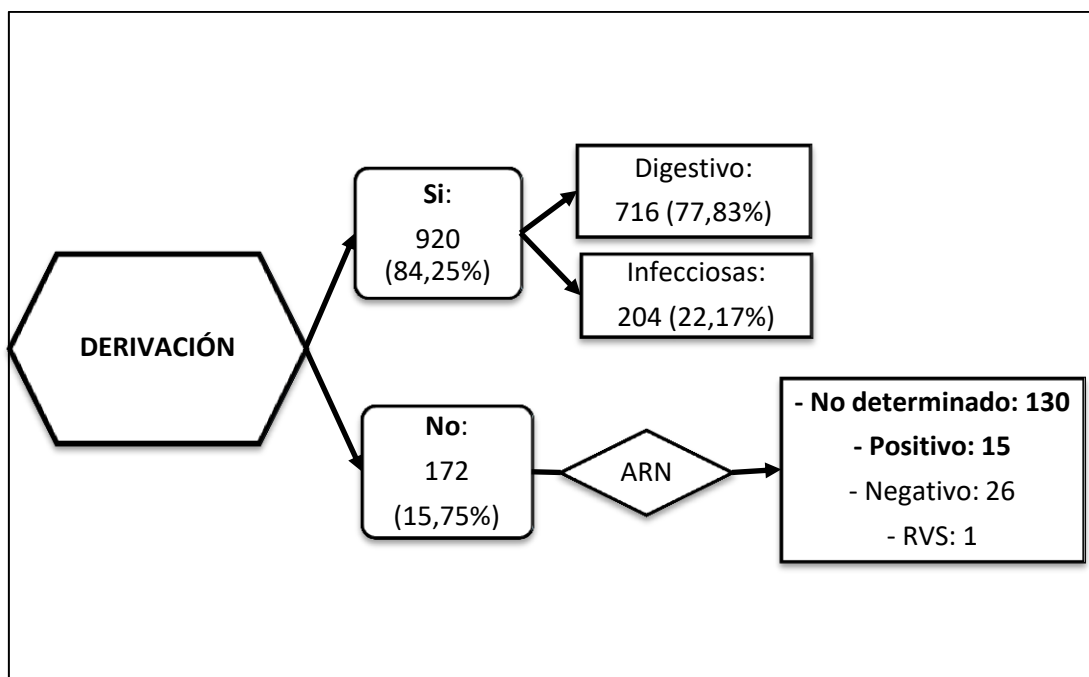 DERIVACIÓN
Si:
920
(84,25%)
Digestivo:
716 (77,83%)
Infecciosas:
204 (22,17%)
No:
172
(15,75%)
ARN
- No determinado: 130
- Positivo: 15
- Negativo: 26
- RVS: 1